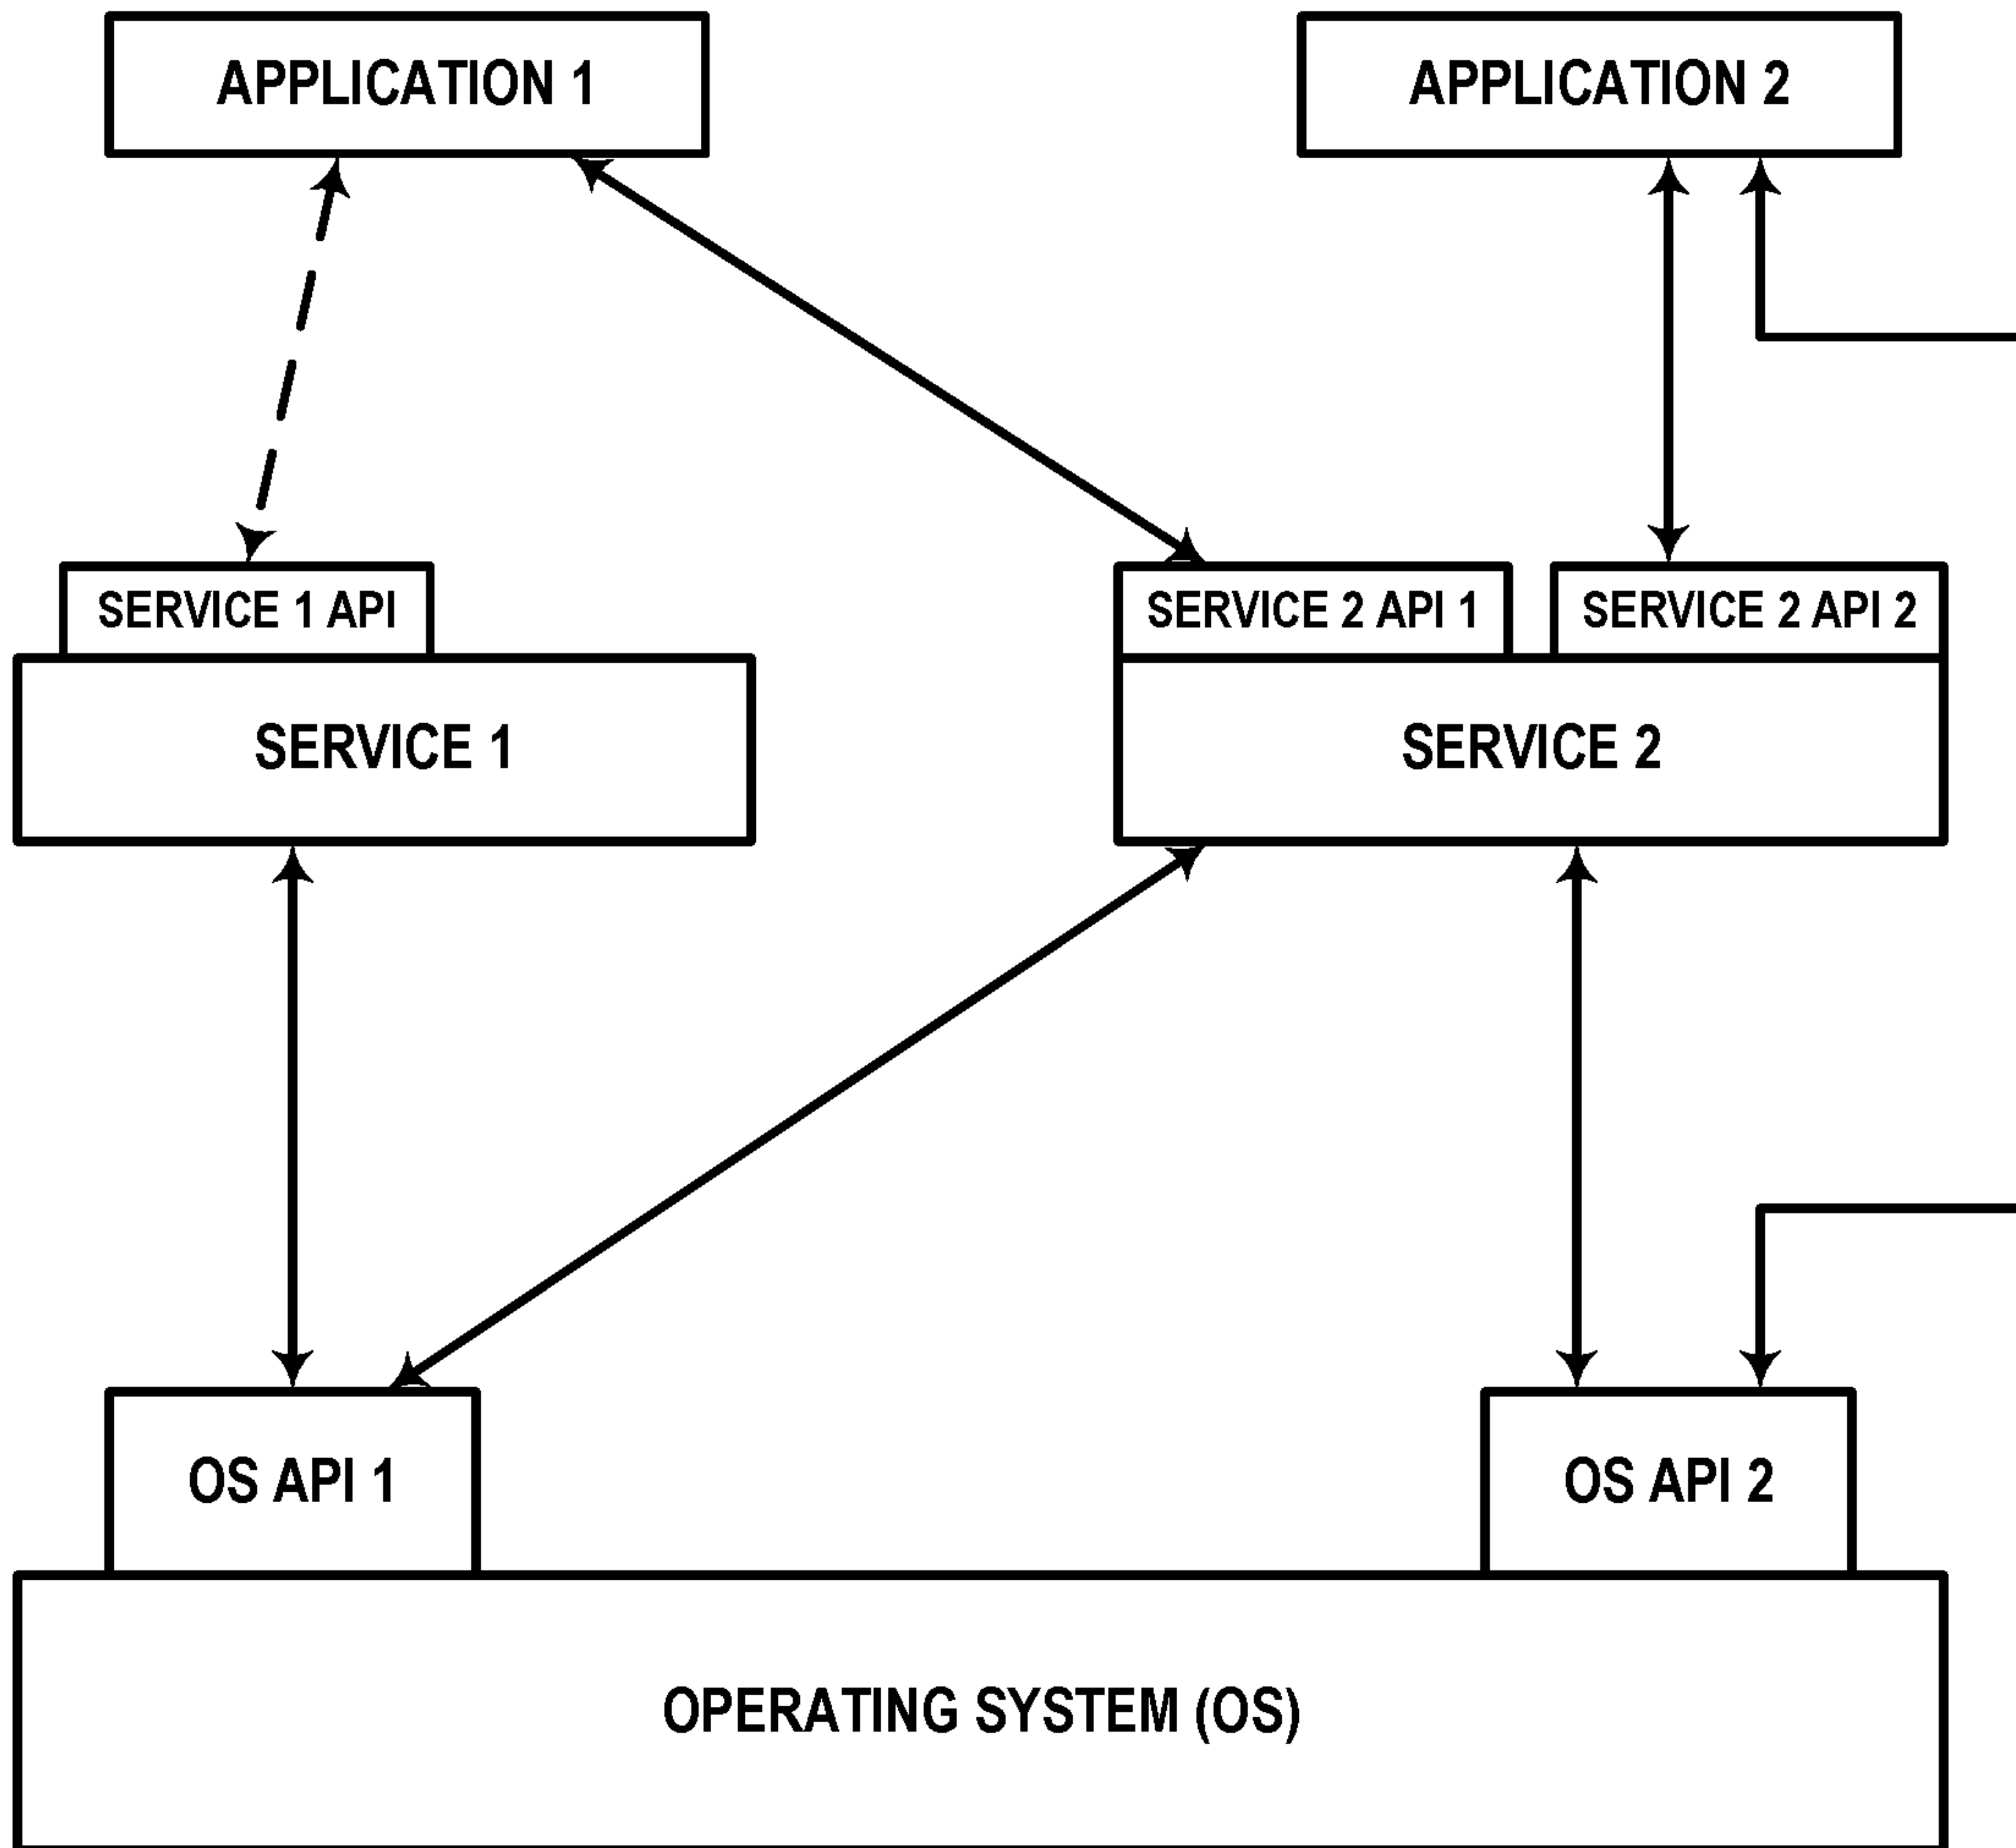 APPLICATION 1
APPLICATION 2
SERVICE 1 API
SERVICE 2 API 1
SERVICE 2 API 2
SERVICE 1
SERVICE 2
OS API 1
OS API 2
OPERATING SYSTEM (OS)